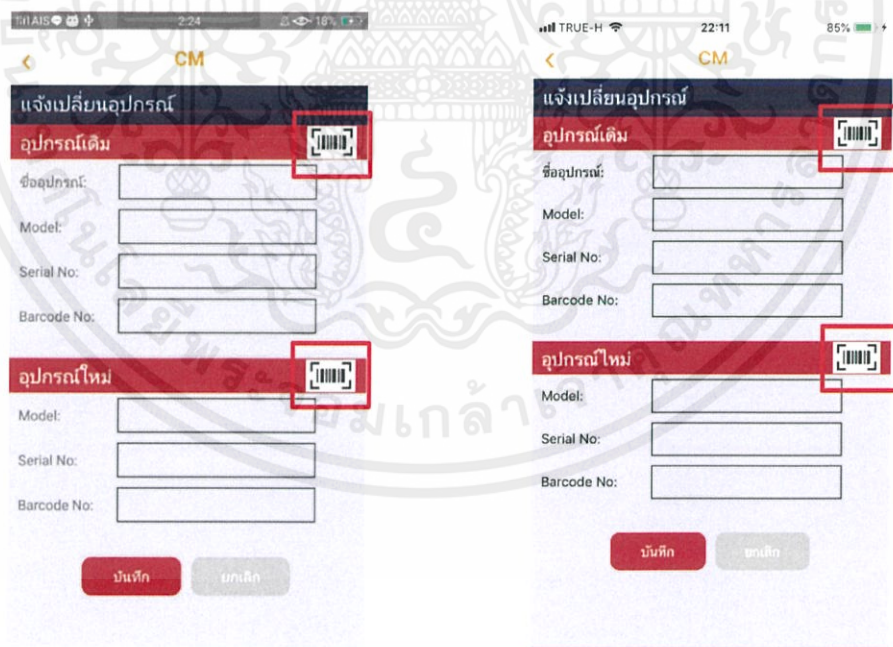 AIS 2:24 18%
CM
แจ้งเปลี่ยนอุปกรณ์
อุปกรณ์เดิม
ชื่ออุปกรณ์:
Model:
Serial No:
Barcode No:
อุปกรณ์ใหม่
Model:
Serial No:
Barcode No:
บันทึก ยกเลิก
TRUE-H 22:11 85%
CM
แจ้งเปลี่ยนอุปกรณ์
อุปกรณ์เดิม
ชื่ออุปกรณ์:
Model:
Serial No:
Barcode No:
อุปกรณ์ใหม่
Model:
Serial No:
Barcode No:
บันทึก ยกเลิก